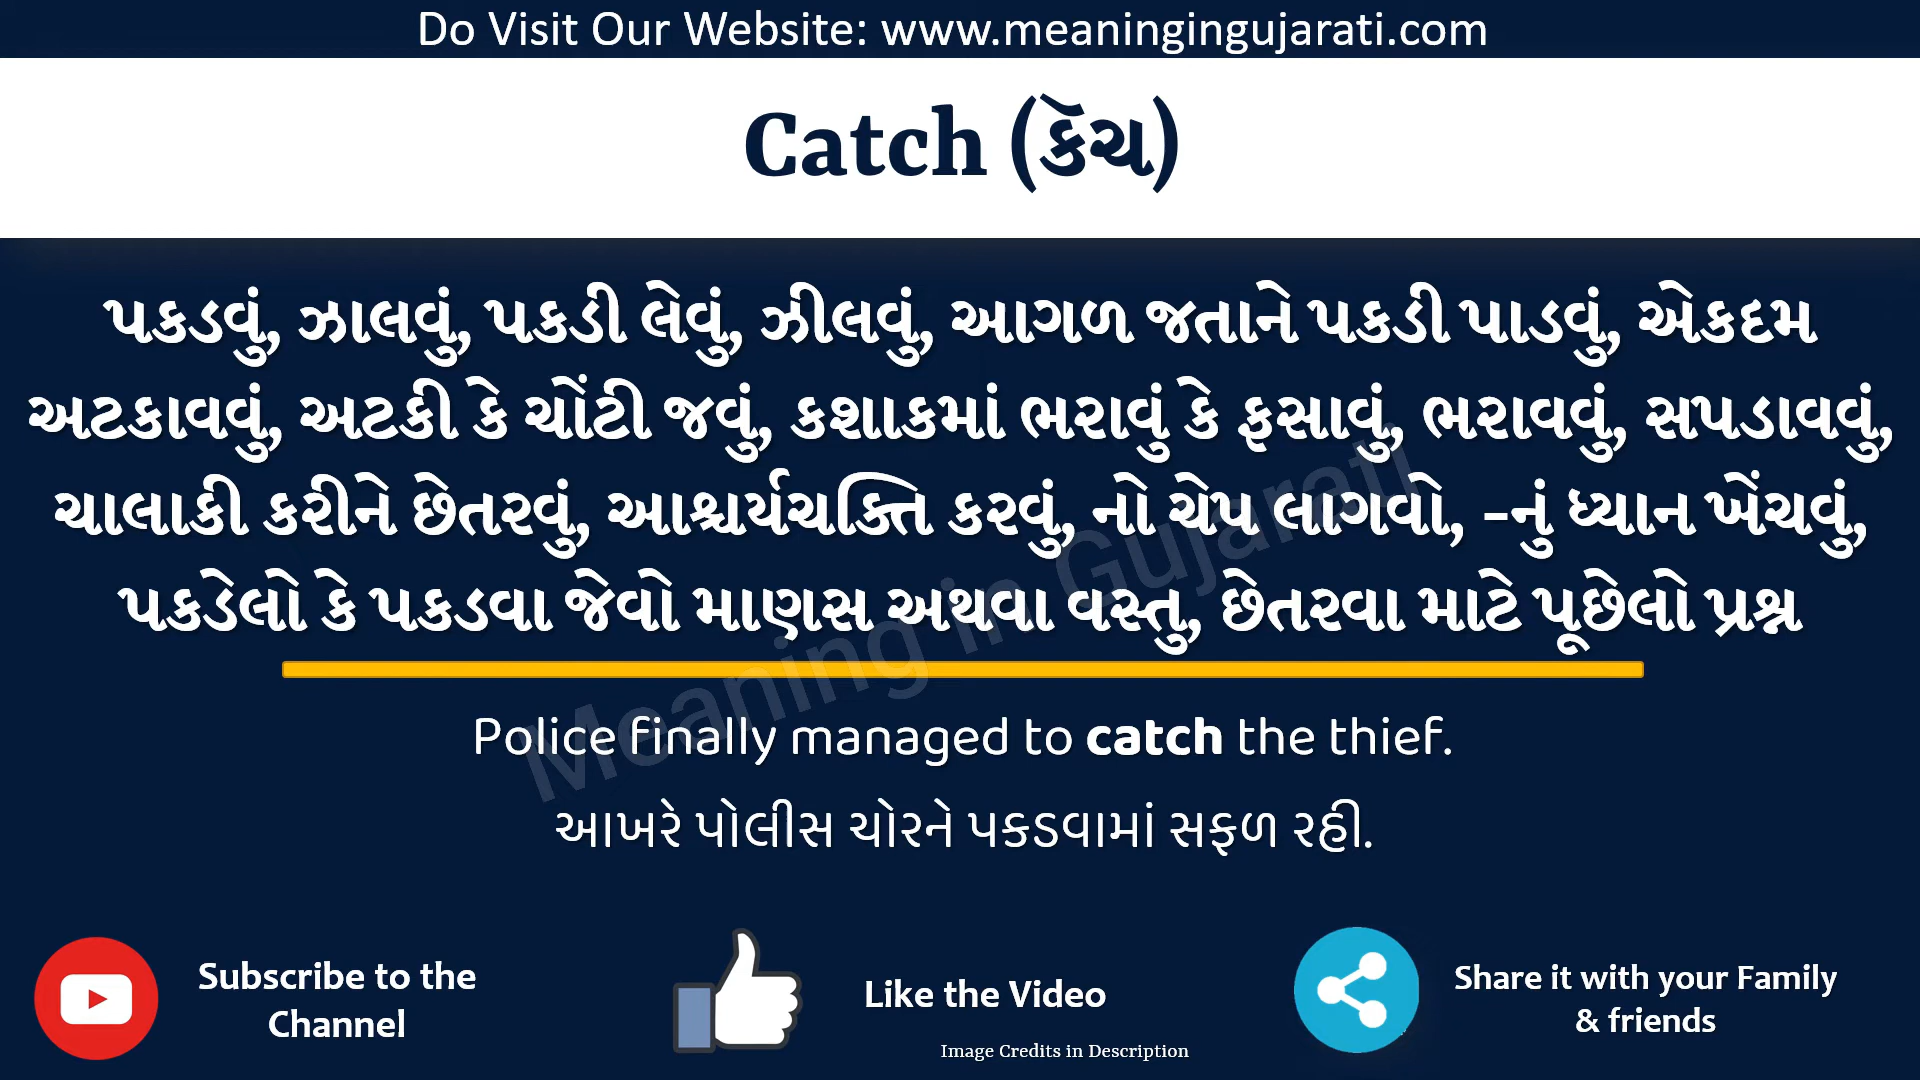 Do Visit Our Website: www.meaningingujarati.com
Catch (કૅચ)
પકડવું, ઝાલવું, પકડી લેવું, ઝીલવું, આગળ જતાને પકડી પાડવું, એકદમ
અટકાવવું, અટકી કે ચોંટી જવું, કશાકમાં ભરાવું કે ફસાવું, ભરાવવું, સપડાવવું,
ચાલાકી કરીને છેતરવું, આશ્ચર્યચક્તિ કરવું, નો ચેપ લાગવો, -નું ધ્યાન ખેંચવું,
પકડેલો કે પકડવા જેવો માણસ અથવા વસ્તુ, છેતરવા માટે પૂછેલો પ્રશ્ન
Meaning in Gujarati
Police finally managed to catch the thief.
આખરે પોલીસ ચોરને પકડવામાં સફળ રહી.
Subscribe to the
Channel
Like the Video
Share it with your Family
& friends
Image Credits in Description